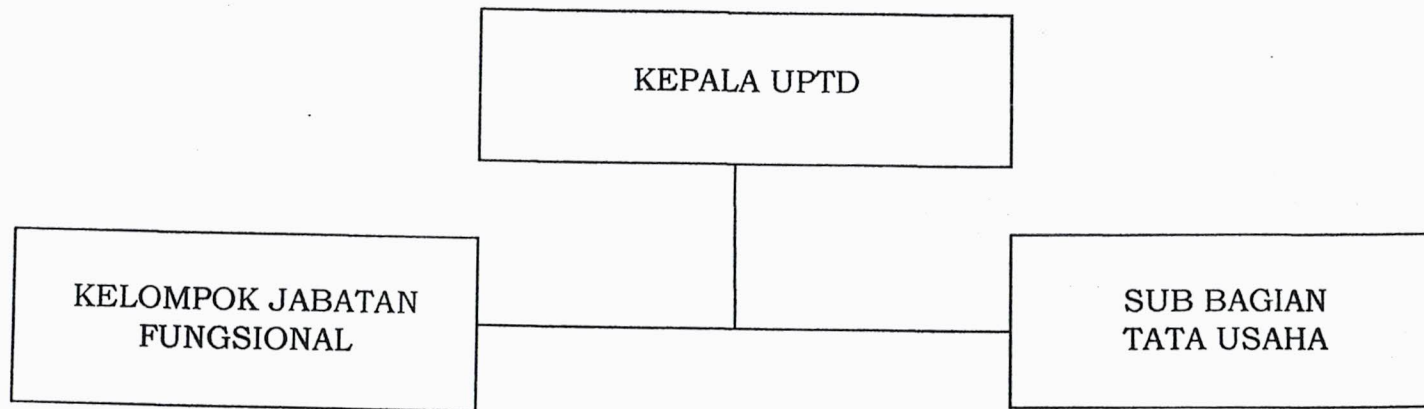 KEPALA UPTD
KELOMPOK JABATAN
FUNGSIONAL
SUB BAGIAN
TATA USAHA